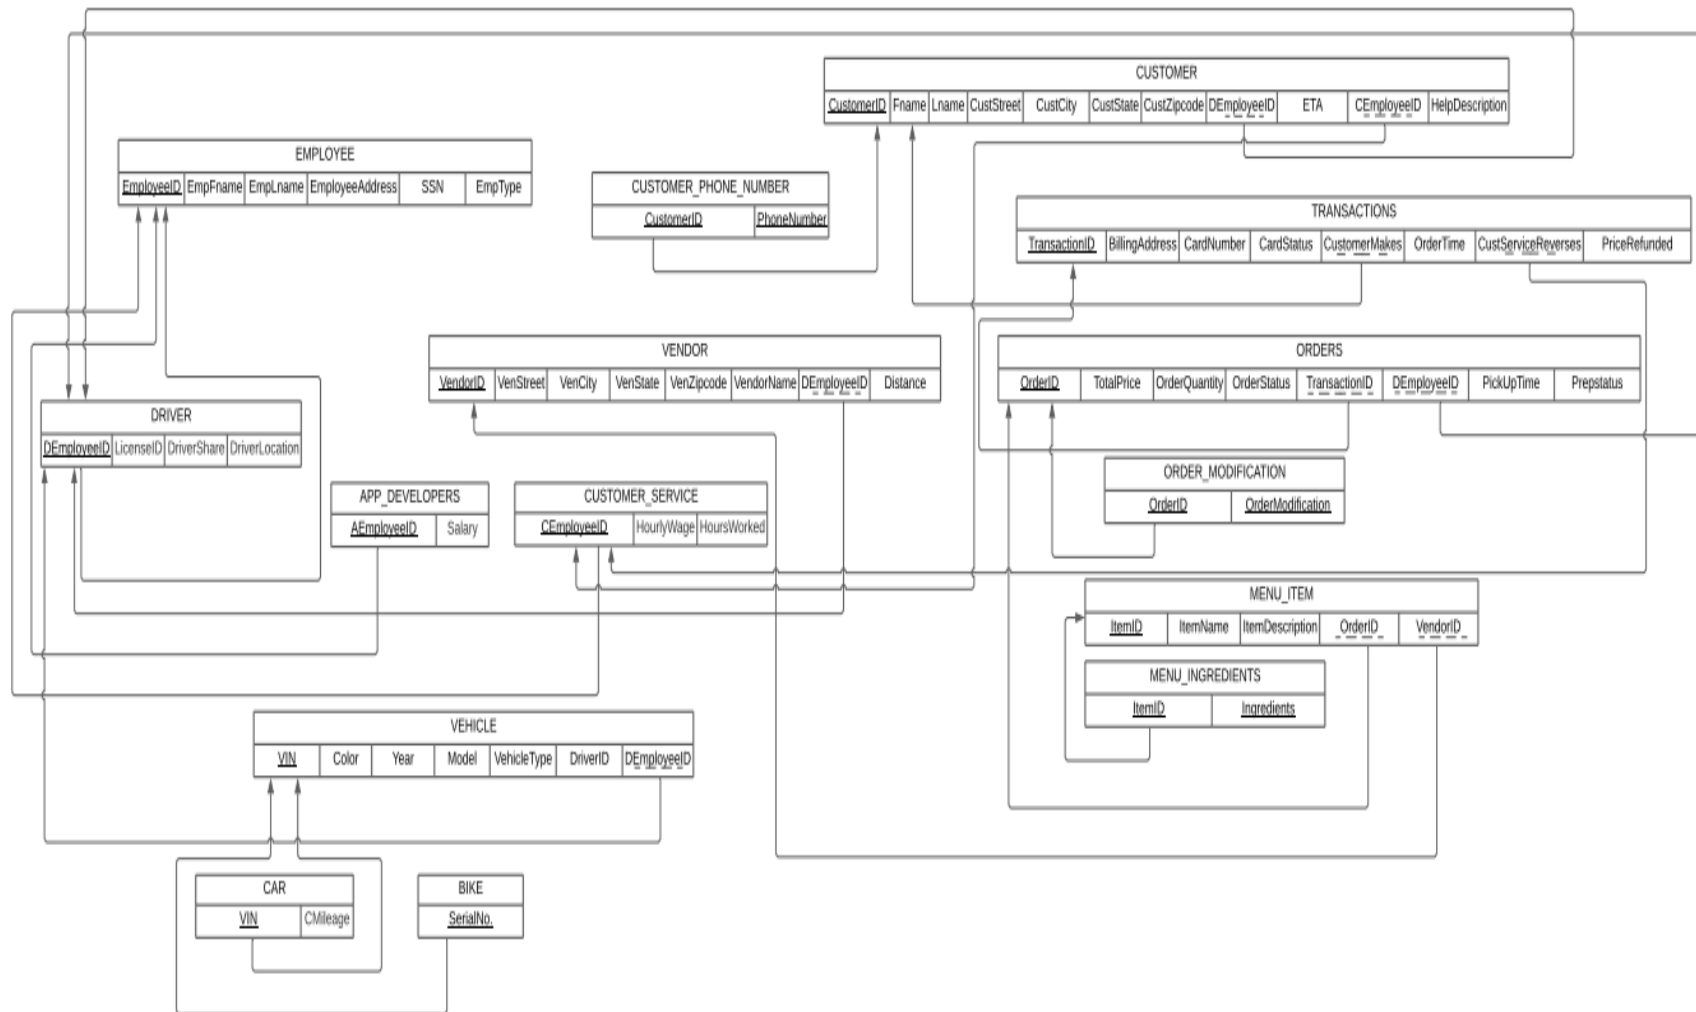 CUSTOMER
CustomerID Fname Lname CustStreet CustCity CustState CustZipcode DEmployeeID ETA CEmployeeID HelpDescription
EMPLOYEE
EmployeeID EmpFname EmpLname EmployeeAddress SSN EmpType
CUSTOMER_PHONE_NUMBER
CustomerID PhoneNumber
TRANSACTIONS
TransactionID BillingAddress CardNumber CardStatus CustomerMakes OrderTime CustServiceReverses PriceRefunded
VENDOR
VendorID VenStreet VenCity VenState VenZipcode VendorName DEmployeeID Distance
ORDERS
OrderID TotalPrice OrderQuantity OrderStatus TransactionID DEmployeeID PickUpTime Prepstatus
DRIVER
DEmployeeID LicenseID DriverShare DriverLocation
APP_DEVELOPERS
AEmployeeID Salary
CUSTOMER_SERVICE
CEmployeeID HourlyWage HoursWorked
ORDER_MODIFICATION
OrderID OrderModification
MENU_ITEM
ItemID ItemName ItemDescription OrderID VendorID
MENU_INGREDIENTS
ItemID Ingredients
VEHICLE
VIN Color Year Model VehicleType DriverID DEmployeeID
CAR
VIN CMileage
BIKE
SerialNo.